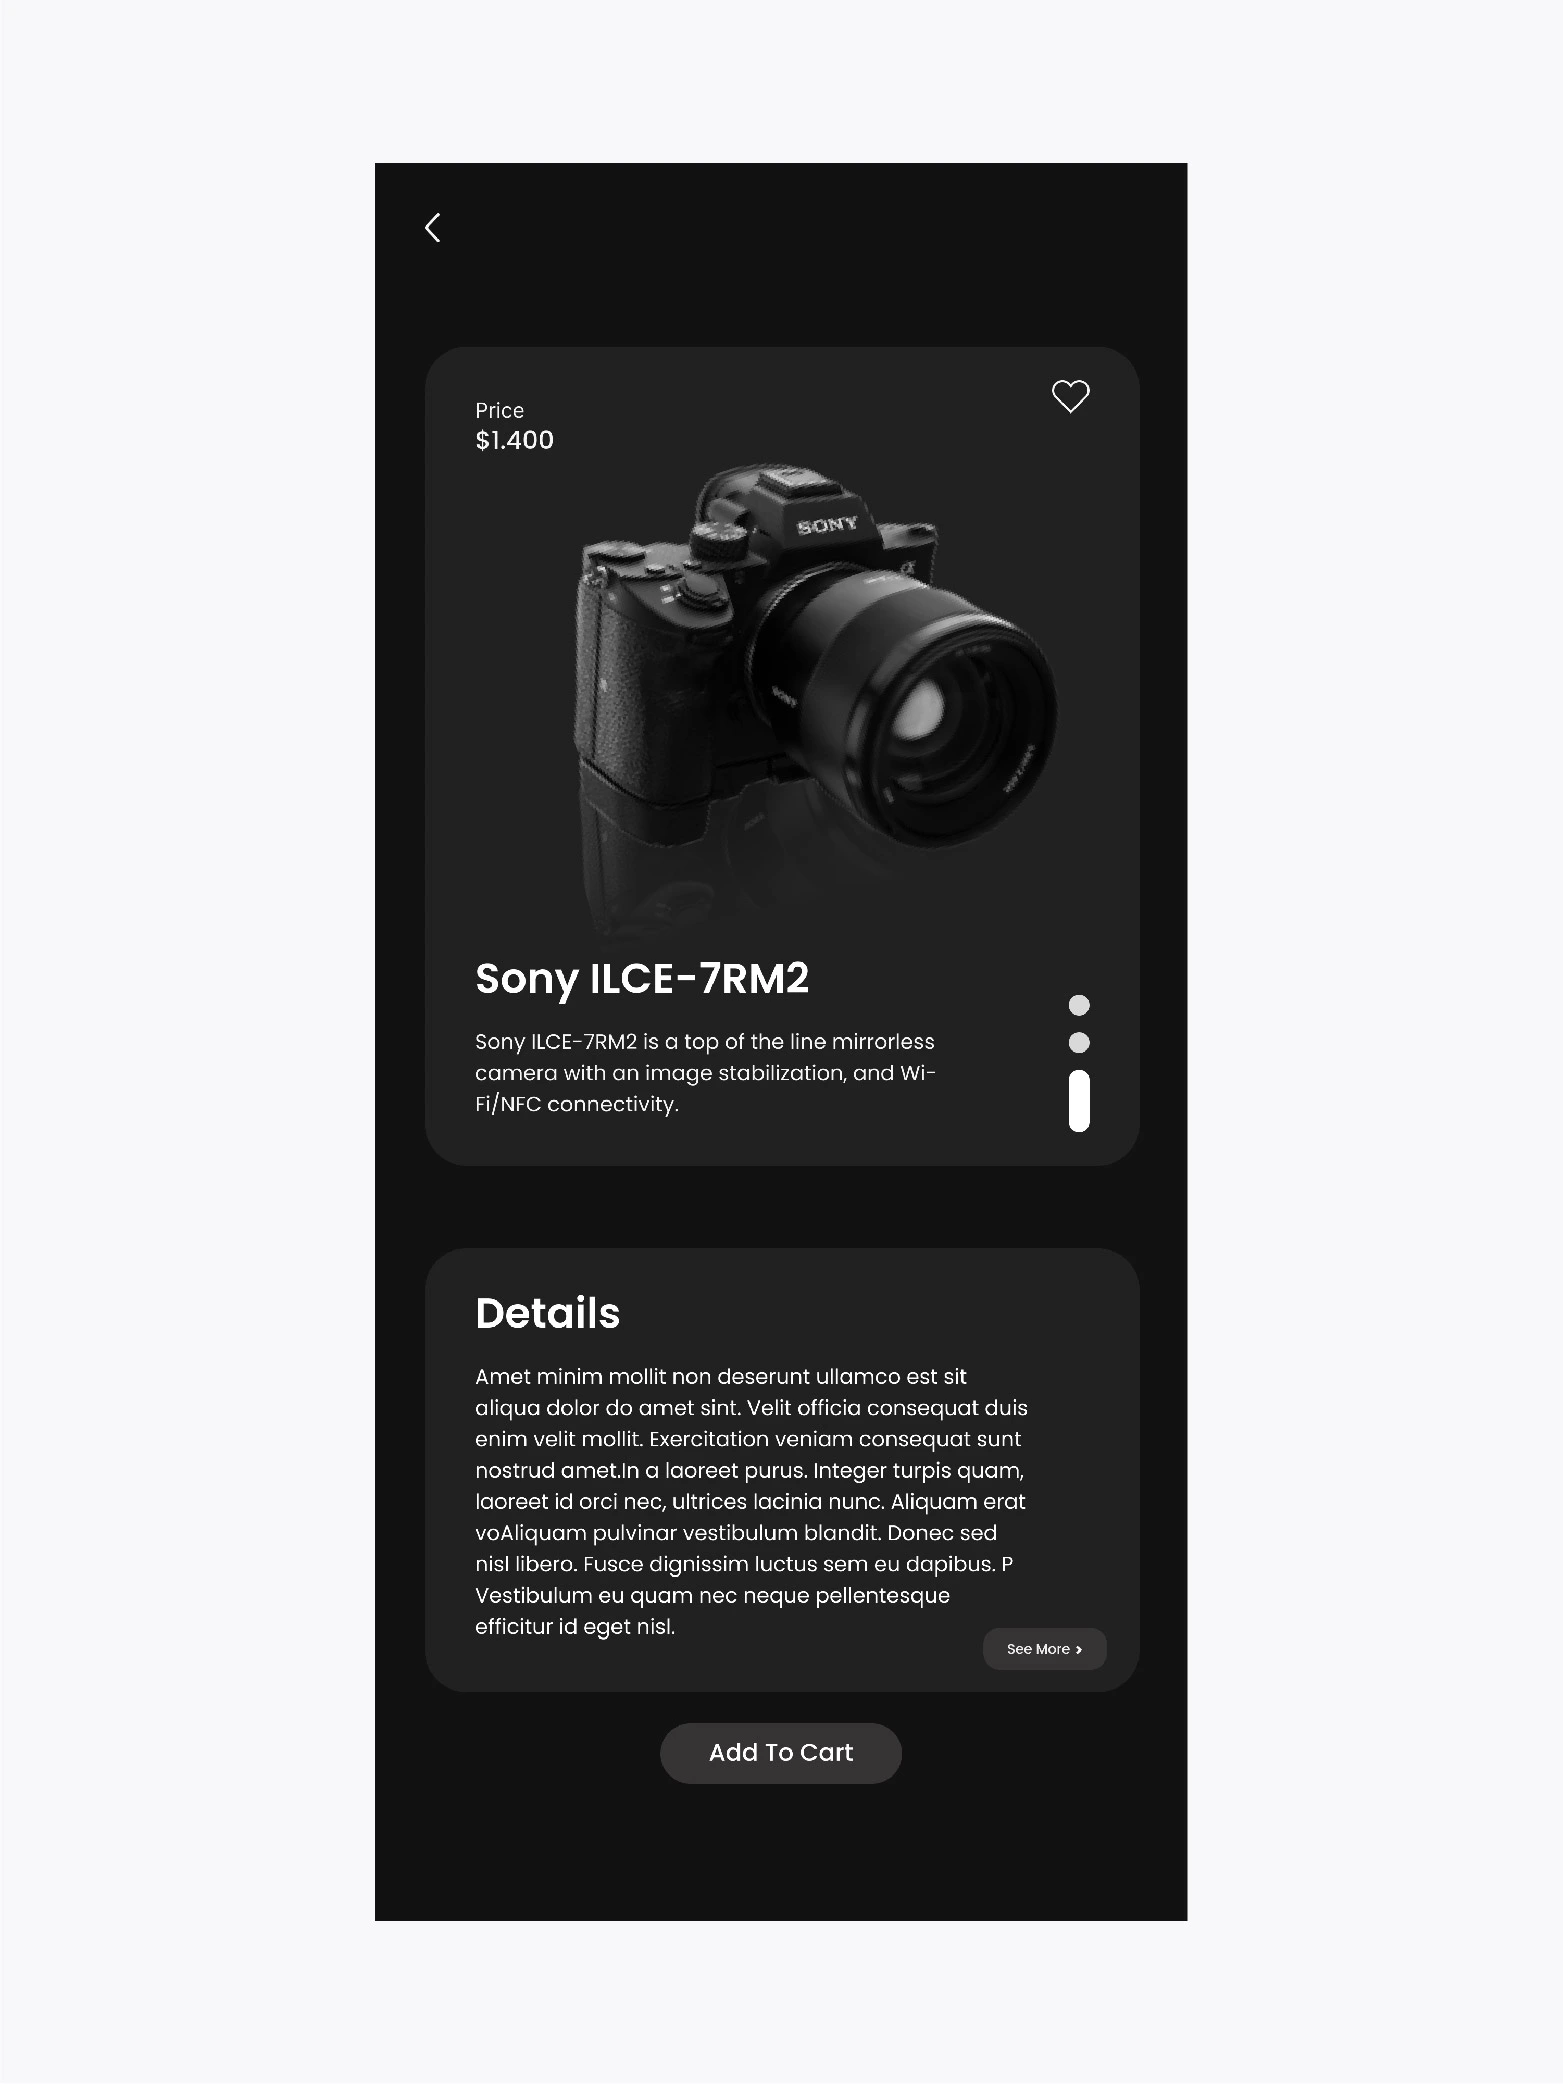 Price
$1.400
SONY
α
SONY
Sony ILCE-7RM2
Sony ILCE-7RM2 is a top of the line mirrorless
camera with an image stabilization, and Wi-
Fi/NFC connectivity.
Details
Amet minim mollit non deserunt ullamco est sit
aliqua dolor do amet sint. Velit officia consequat duis
enim velit mollit. Exercitation veniam consequat sunt
nostrud amet.In a laoreet purus. Integer turpis quam,
laoreet id orci nec, ultrices lacinia nunc. Aliquam erat
voAliquam pulvinar vestibulum blandit. Donec sed
nisl libero. Fusce dignissim luctus sem eu dapibus. P
Vestibulum eu quam nec neque pellentesque
efficitur id eget nisl.
See More
Add To Cart